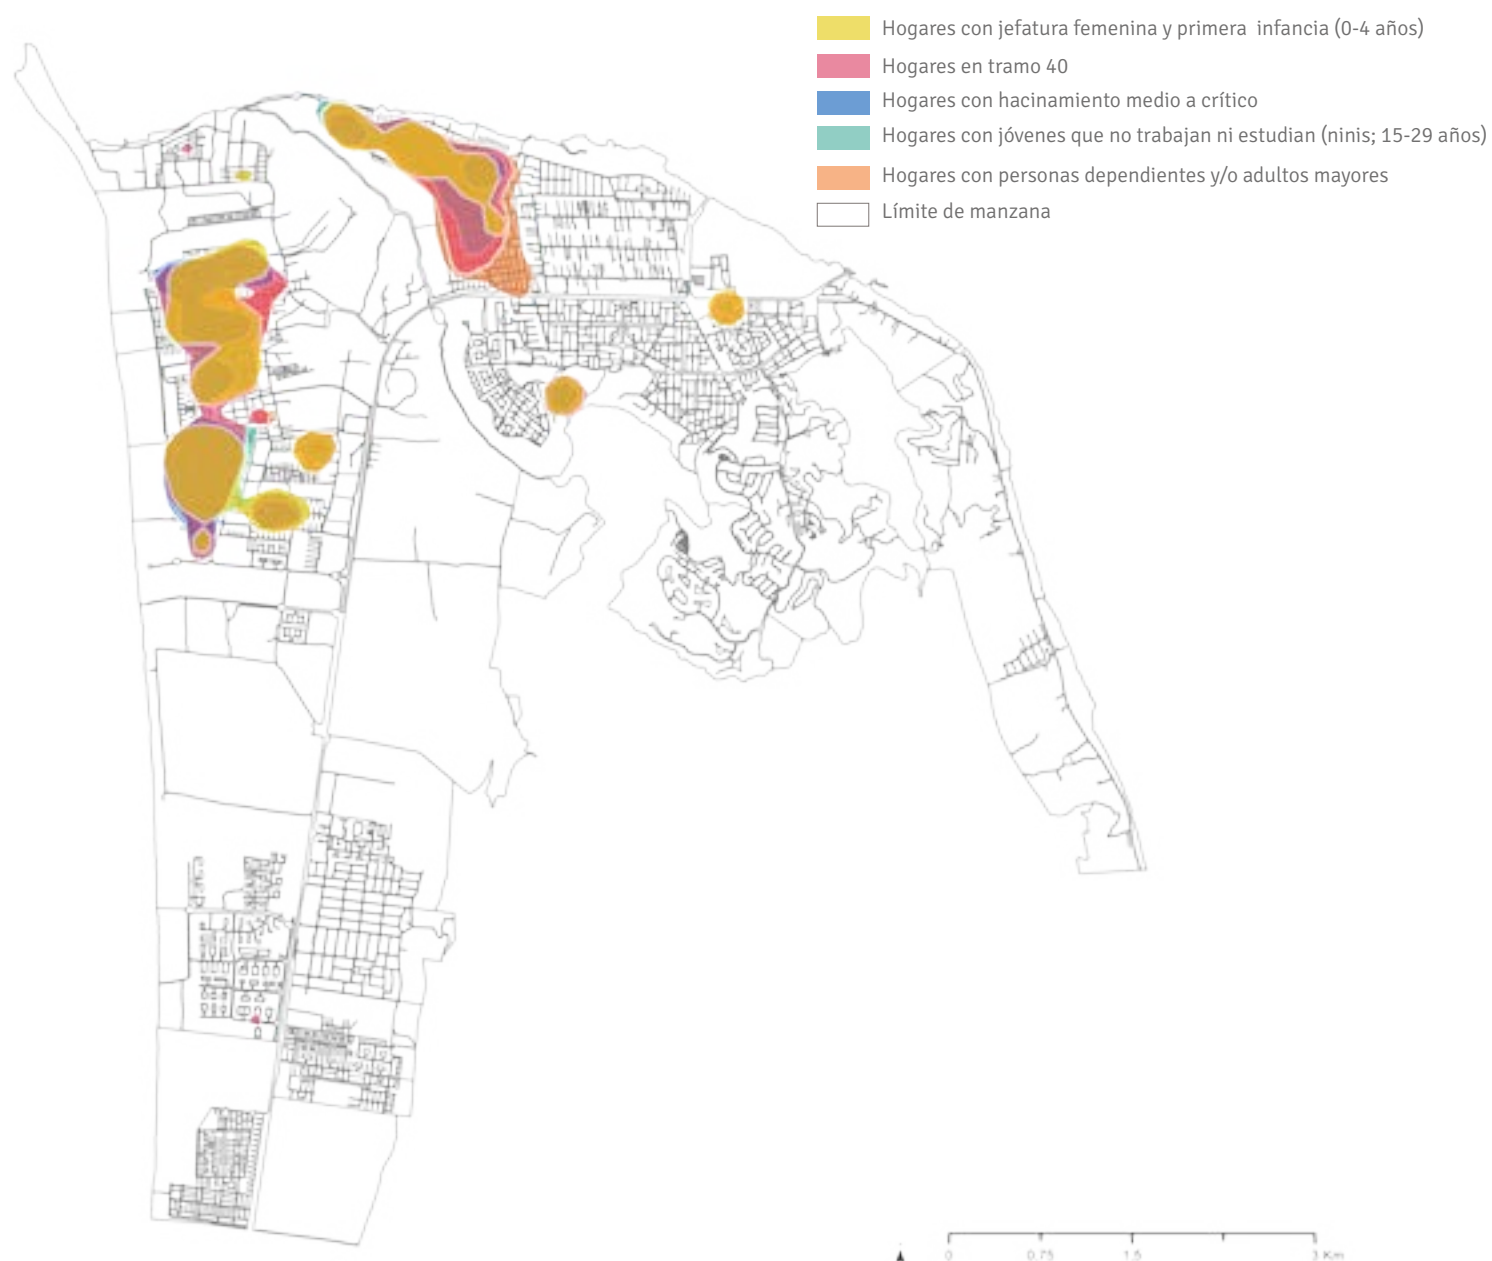 Hogares con jefatura femenina y primera infancia (0-4 años)
Hogares en tramo 40
Hogares con hacinamiento medio a crítico
Hogares con jóvenes que no trabajan ni estudian (ninis; 15-29 años)
Hogares con personas dependientes y/o adultos mayores
Límite de manzana
0 0.75 1.5 3 Km